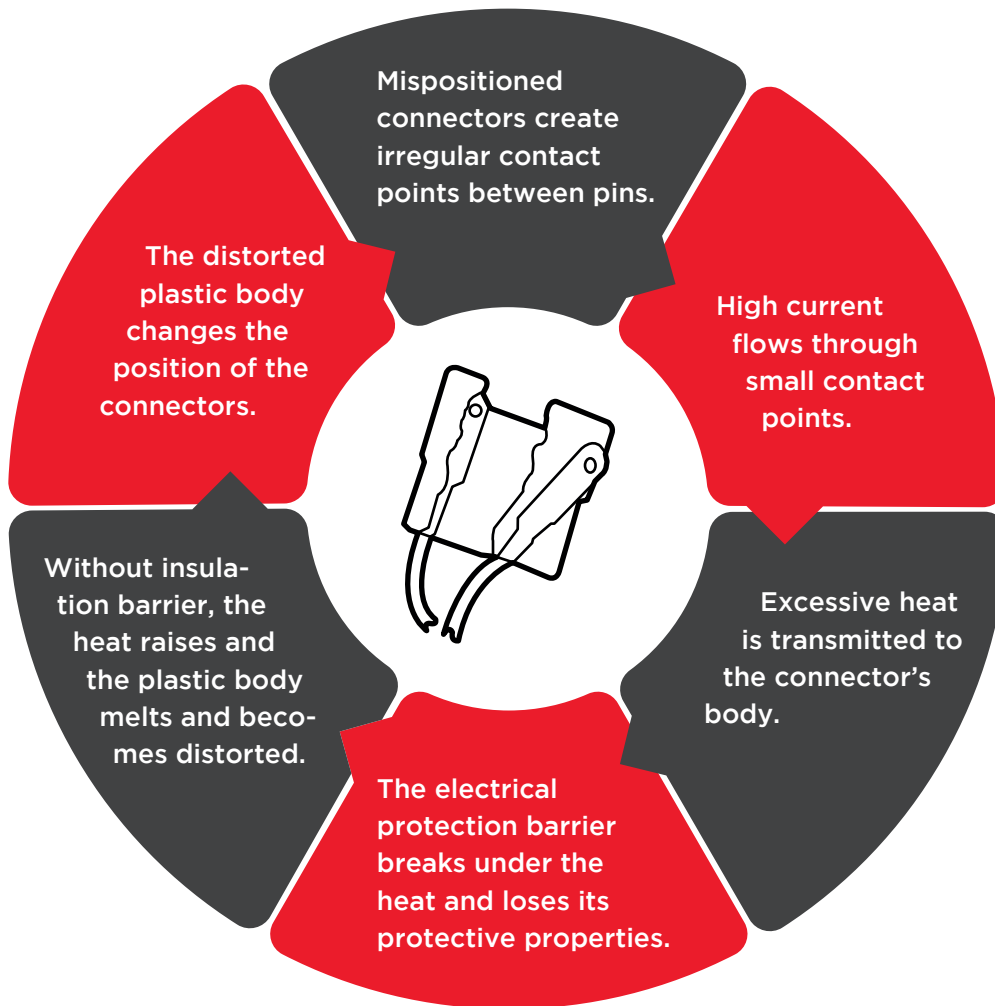 Mispositioned
connectors create
irregular contact
points between pins.
High current
flows through
small contact
points.
Excessive heat
is transmitted to
the connector’s
body.
The electrical
protection barrier
breaks under the
heat and loses its
protective properties.
Without insula-
tion barrier, the
heat raises and
the plastic body
melts and beco-
mes distorted.
The distorted
plastic body
changes the
position of the
connectors.